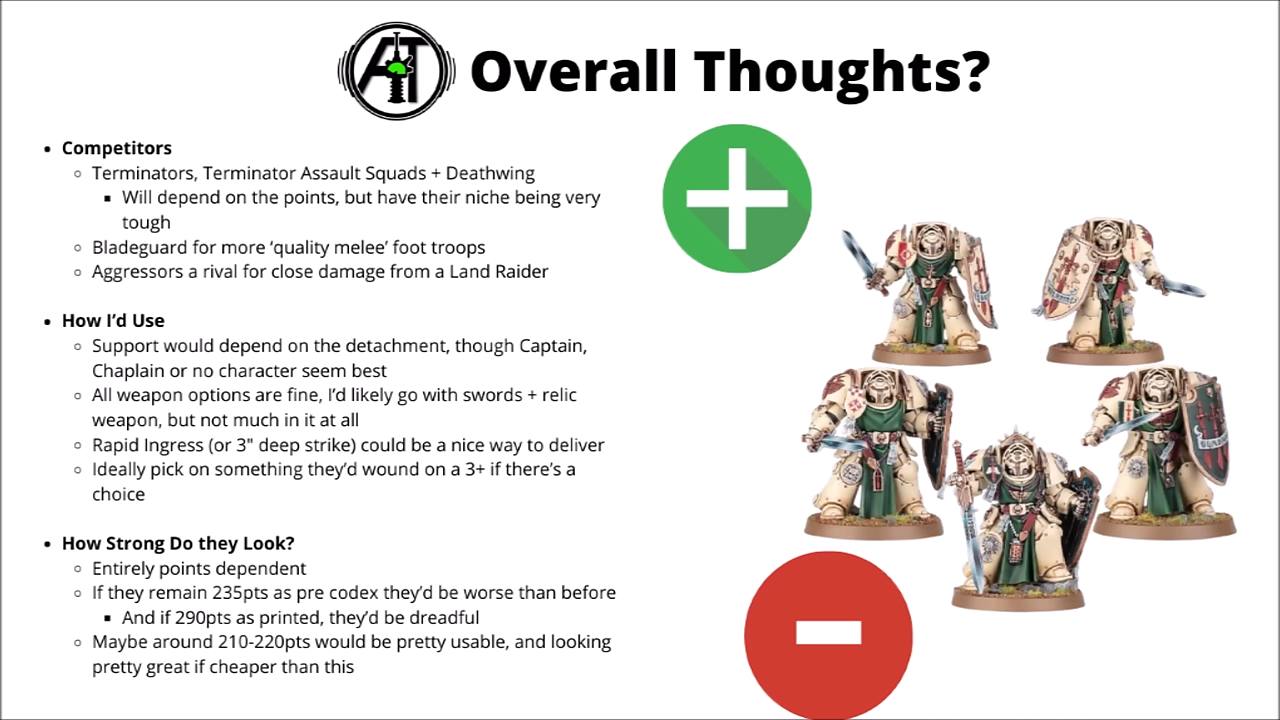 AT
Overall Thoughts?
Competitors
Terminators, Terminator Assault Squads + Deathwing
Will depend on the points, but have their niche being very
tough
Bladeguard for more ‘quality melee’ foot troops
Aggressors a rival for close damage from a Land Raider
How I’d Use
Support would depend on the detachment, though Captain,
Chaplain or no character seem best
All weapon options are fine, I’d likely go with swords + relic
weapon, but not much in it at all
Rapid Ingress (or 3" deep strike) could be a nice way to deliver
Ideally pick on something they’d wound on a 3+ if there’s a
choice
How Strong Do they Look?
Entirely points dependent
If they remain 235pts as pre codex they’d be worse than before
And if 290pts as printed, they’d be dreadful
Maybe around 210-220pts would be pretty usable, and looking
pretty great if cheaper than this